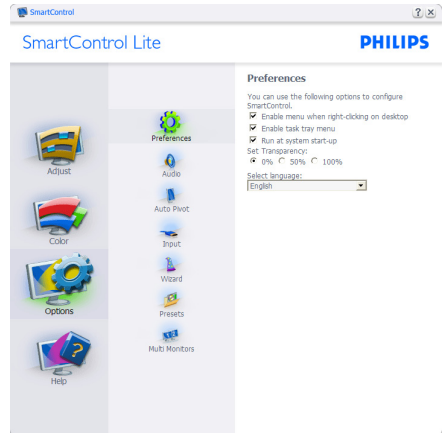 SmartControl
SmartControl Lite
PHILIPS
Adjust
Color
Options
Help
Preferences
Audio
Auto Pivot
Input
Wizard
Presets
Multi Monitors
Preferences
You can use the following options to configure
SmartControl.
Enable menu when right-clicking on desktop
Enable task tray menu
Run at system start-up
Set Transparency:
0% 50% 100%
Select language:
English